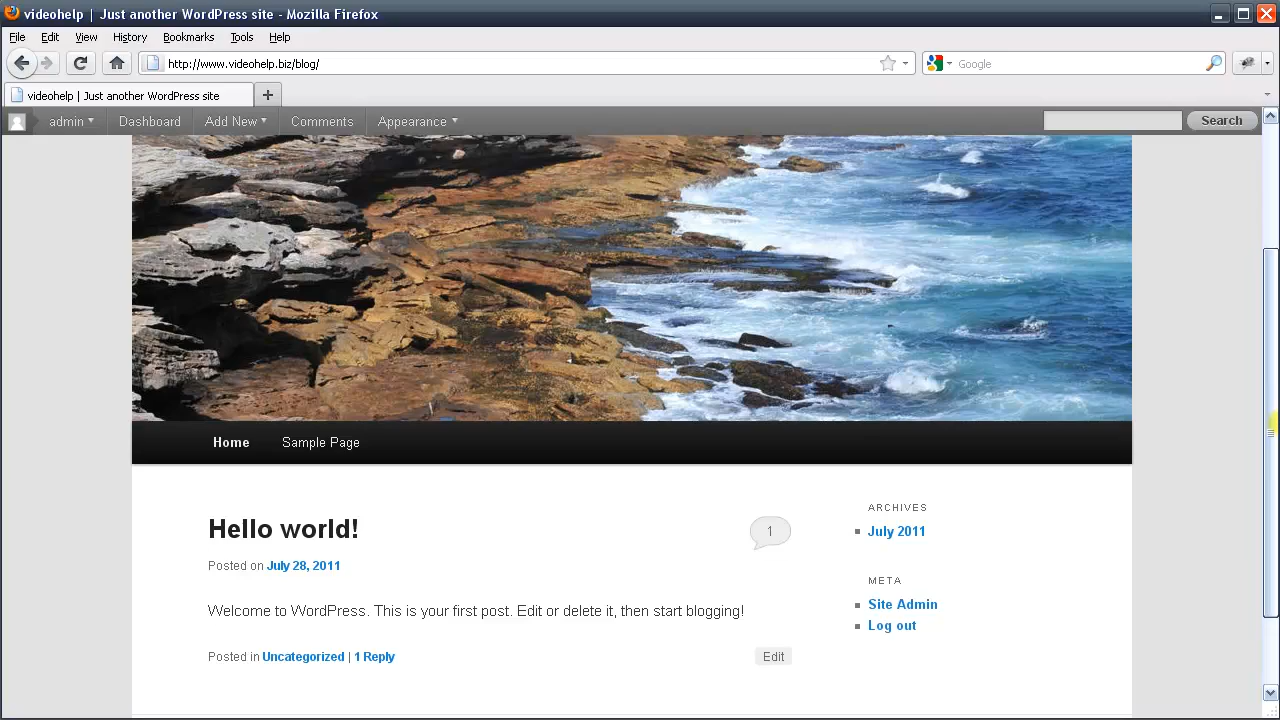 videohelp | Just another WordPress site - Mozilla Firefox
File Edit View History Bookmarks Tools Help
http://www.videohelp.biz/blog/ Google
videohelp | Just another WordPress site
admin Dashboard Add New Comments Appearance Search
Home Sample Page
Hello world! 1
Posted on July 28, 2011
Welcome to WordPress. This is your first post. Edit or delete it, then start blogging!
Posted in Uncategorized | 1 Reply Edit
ARCHIVES
July 2011
META
Site Admin
Log out